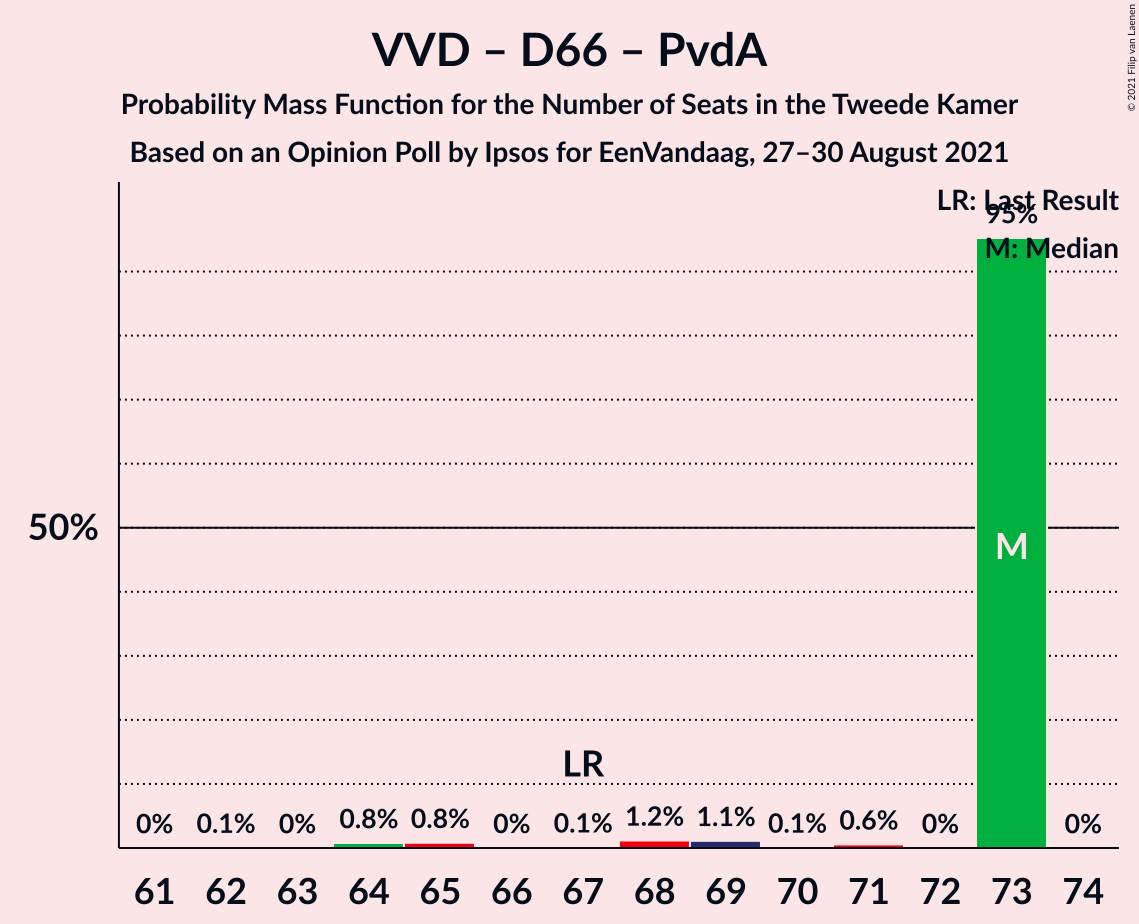 VVD – D66 – PvdA
Probability Mass Function for the Number of Seats in the Tweede Kamer
Based on an Opinion Poll by Ipsos for EenVandaag, 27–30 August 2021
© 2021 Filip van Laenen
LR: Last Result
95%
M: Median
50%
M
LR
0% 0.1% 0% 0.8% 0.8% 0% 0.1% 1.2% 1.1% 0.1% 0.6% 0% 0%
61 62 63 64 65 66 67 68 69 70 71 72 73 74